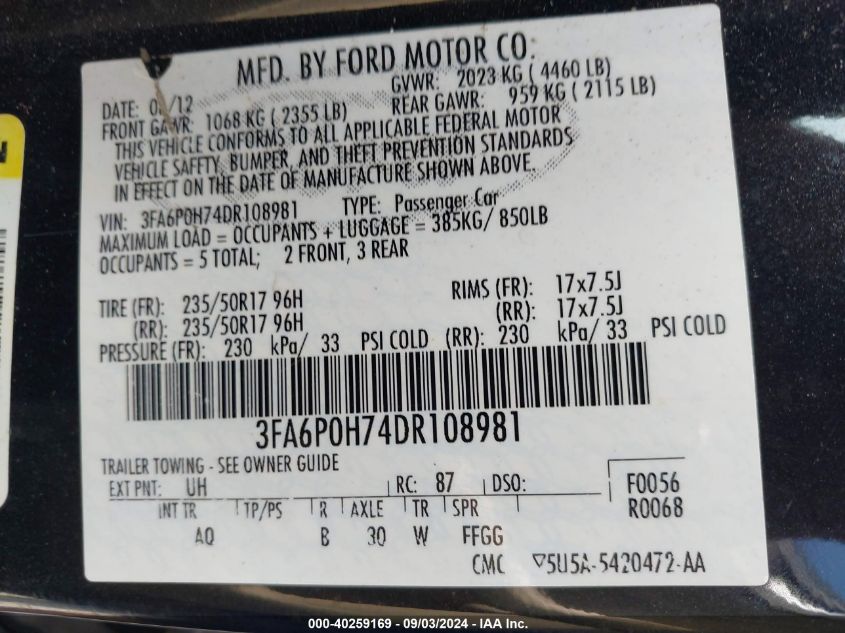 MFD. BY FORD MOTOR CO.
DATE: /12 GVWR: 2023 KG ( 4460 LB)
FRONT GAWR: 1068 KG ( 2355 LB) REAR GAWR: 959 KG ( 2115 LB)
THIS VEHICLE CONFORMS TO ALL APPLICABLE FEDERAL MOTOR
VEHICLE SAFETY, BUMPER, AND THEFT PREVENTION STANDARDS
IN EFFECT ON THE DATE OF MANUFACTURE SHOWN ABOVE.
VIN: 3FA6P0H74DR108981 TYPE: Passenger Car
MAXIMUM LOAD = OCCUPANTS + LUGGAGE = 385KG/ 850LB
OCCUPANTS = 5 TOTAL; 2 FRONT, 3 REAR
TIRE (FR): 235/50R17 96H RIMS (FR): 17x7.5J
(RR): 235/50R17 96H (RR): 17x7.5J
PRESSURE (FR): 230 kPa/ 33 PSI COLD (RR): 230 kPa/ 33 PSI COLD
3FA6P0H74DR108981
TRAILER TOWING - SEE OWNER GUIDE
EXT PNT: UH RC: 87 DSO: F0056
INT TR TP/PS R AXLE TR SPR R0068
AQ B 30 W FFGG
CMC ▽5U5A-5420472-AA
000-40259169 - 09/03/2024 - IAA Inc.